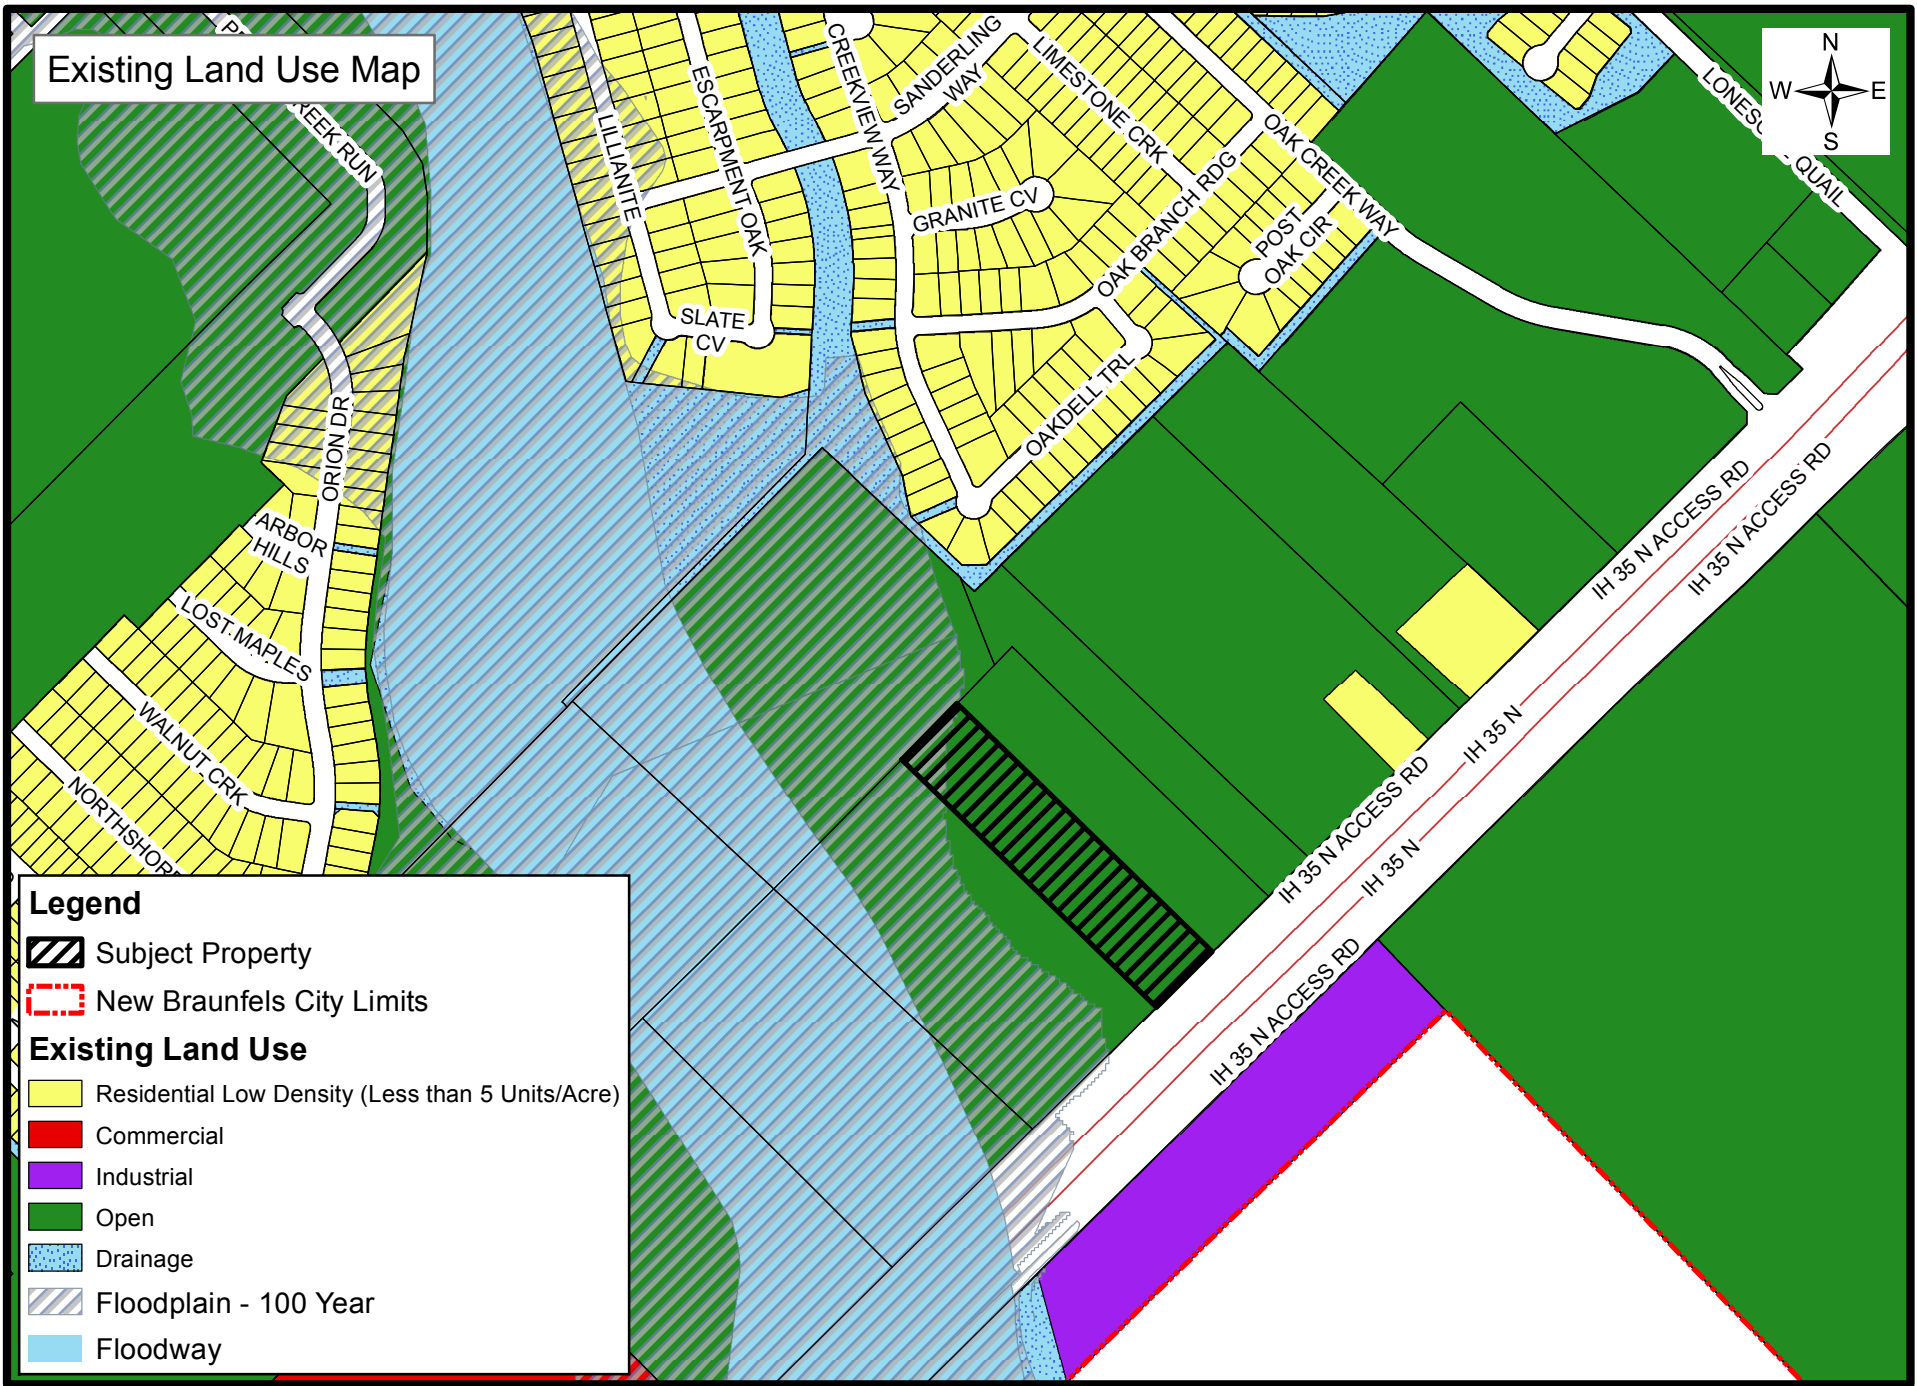 Existing Land Use Map
N
W E
S
REEK RUN
LILLIANITE
ESCARPMENT OAK
CREEKVIEW WAY
SANDERLING
WAY
LIMESTONE CRK
OAK CREEK WAY
QUAIL
GRANITE CV
OAK BRANCH RDG
POST
OAK CIR
SLATE
CV
OAKDELL TRL
ORION DR
ARBOR
HILLS
LOST MAPLES
WALNUT CRK
IH 35 N ACCESS RD
IH 35 N ACCESS RD
IH 35 N
IH 35 N ACCESS RD
IH 35 N
IH 35 N ACCESS RD
Legend
Subject Property
New Braunfels City Limits
Existing Land Use
Residential Low Density (Less than 5 Units/Acre)
Commercial
Industrial
Open
Drainage
Floodplain - 100 Year
Floodway